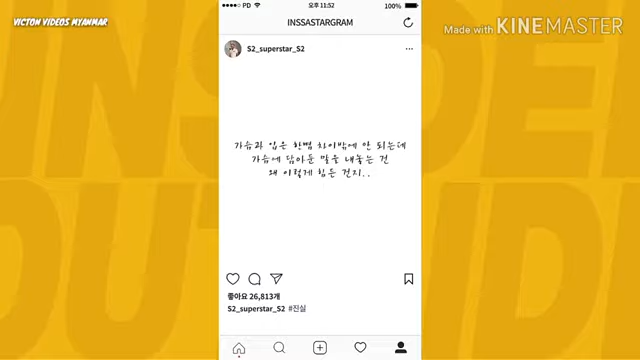 VICTON VIDEOS MYANMAR
Made with KINEMASTER
PD 오후 11:52 100%
INSSASTARGRAM
S2_superstar_S2
가슴과 입은 한뼘 차이밖에 안 되는데
가슴에 담아둔 말을 내놓는 건
왜 이렇게 힘든 건지..
좋아요 26,813개
S2_superstar_S2 #진실